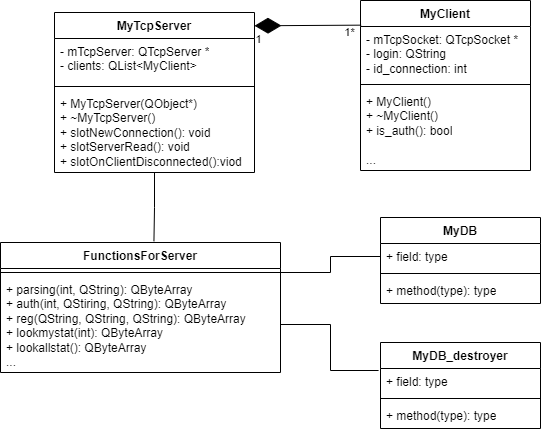 MyTcpServer
- mTcpServer: QTcpServer *
- clients: QList<MyClient>
+ MyTcpServer(QObject*)
+ ~MyTcpServer()
+ slotNewConnection(): void
+ slotServerRead(): void
+ slotOnClientDisconnected():viod
1
1*
MyClient
- mTcpSocket: QTcpSocket *
- login: QString
- id_connection: int
+ MyClient()
+ ~MyClient()
+ is_auth(): bool
...
FunctionsForServer
+ parsing(int, QString): QByteArray
+ auth(int, QStiring, QString): QByteArray
+ reg(QString, QString, QString): QByteArray
+ lookmystat(int): QByteArray
+ lookallstat(): QByteArray
...
MyDB
+ field: type
+ method(type): type
MyDB_destroyer
+ field: type
+ method(type): type